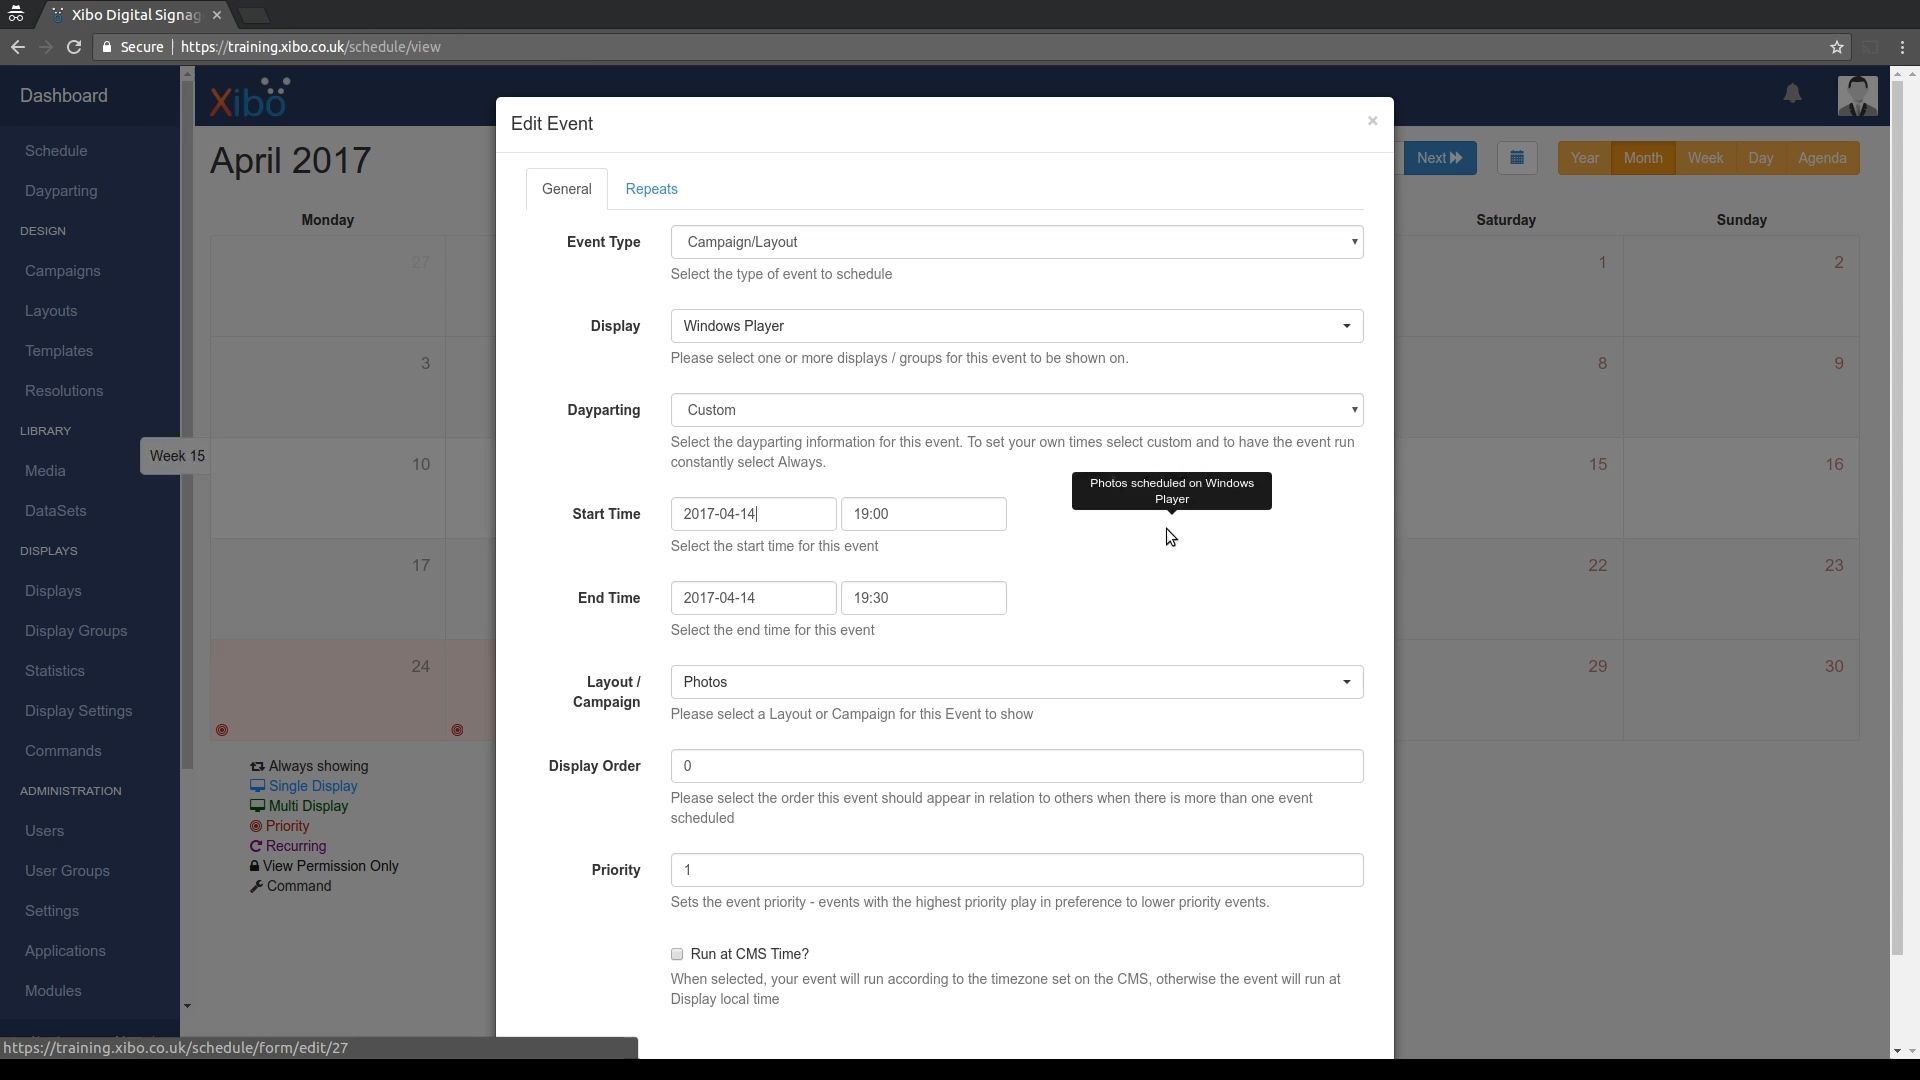 Xibo Digital Signag
Secure
https://training.xibo.co.uk/schedule/view
Dashboard
Schedule
Dayparting
DESIGN
Campaigns
Layouts
Templates
Resolutions
LIBRARY
Media
DataSets
DISPLAYS
Displays
Display Groups
Statistics
Display Settings
Commands
ADMINISTRATION
Users
User Groups
Settings
Applications
Modules
Xibo
April 2017
Next
Year
Month
Week
Day
Agenda
Monday
Saturday
Sunday
27
1
2
3
8
9
Week 15
10
15
16
17
22
23
24
29
30
Always showing
Single Display
Multi Display
Priority
Recurring
View Permission Only
Command
Edit Event
×
General
Repeats
Event Type
Campaign/Layout
Select the type of event to schedule
Display
Windows Player
Please select one or more displays / groups for this event to be shown on.
Dayparting
Custom
Select the dayparting information for this event. To set your own times select custom and to have the event run
constantly select Always.
Photos scheduled on Windows
Player
Start Time
2017-04-14
19:00
Select the start time for this event
End Time
2017-04-14
19:30
Select the end time for this event
Layout /
Campaign
Photos
Please select a Layout or Campaign for this Event to show
Display Order
0
Please select the order this event should appear in relation to others when there is more than one event
scheduled
Priority
1
Sets the event priority - events with the highest priority play in preference to lower priority events.
Run at CMS Time?
When selected, your event will run according to the timezone set on the CMS, otherwise the event will run at
Display local time
https://training.xibo.co.uk/schedule/form/edit/27